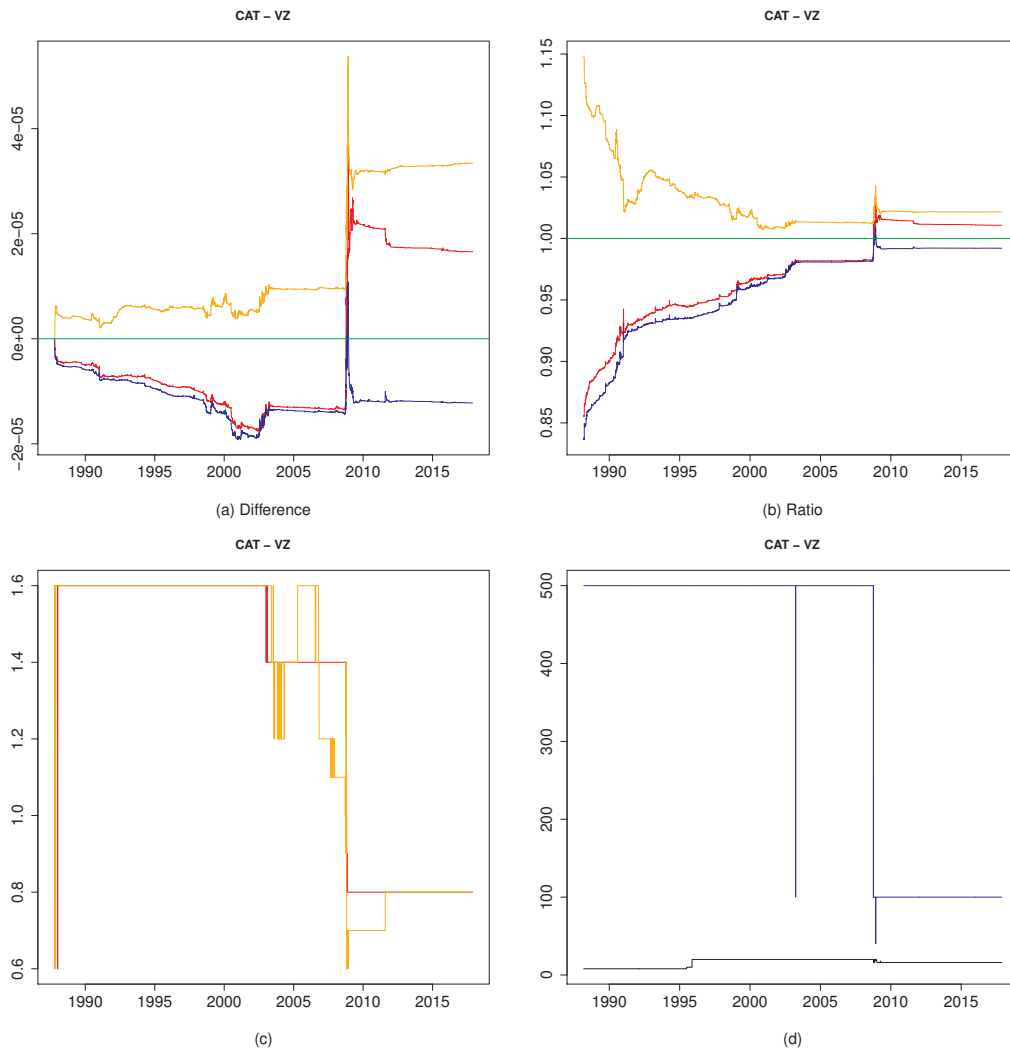 CAT – VZ
4e−05
2e−05
0e+00
−2e−05
1990 1995 2000 2005 2010 2015
(a) Difference
CAT – VZ
1.15
1.10
1.05
1.00
0.95
0.90
0.85
1990 1995 2000 2005 2010 2015
(b) Ratio
CAT – VZ
1.6
1.4
1.2
1.0
0.8
0.6
1990 1995 2000 2005 2010 2015
(c)
CAT – VZ
500
400
300
200
100
0
1990 1995 2000 2005 2010 2015
(d)